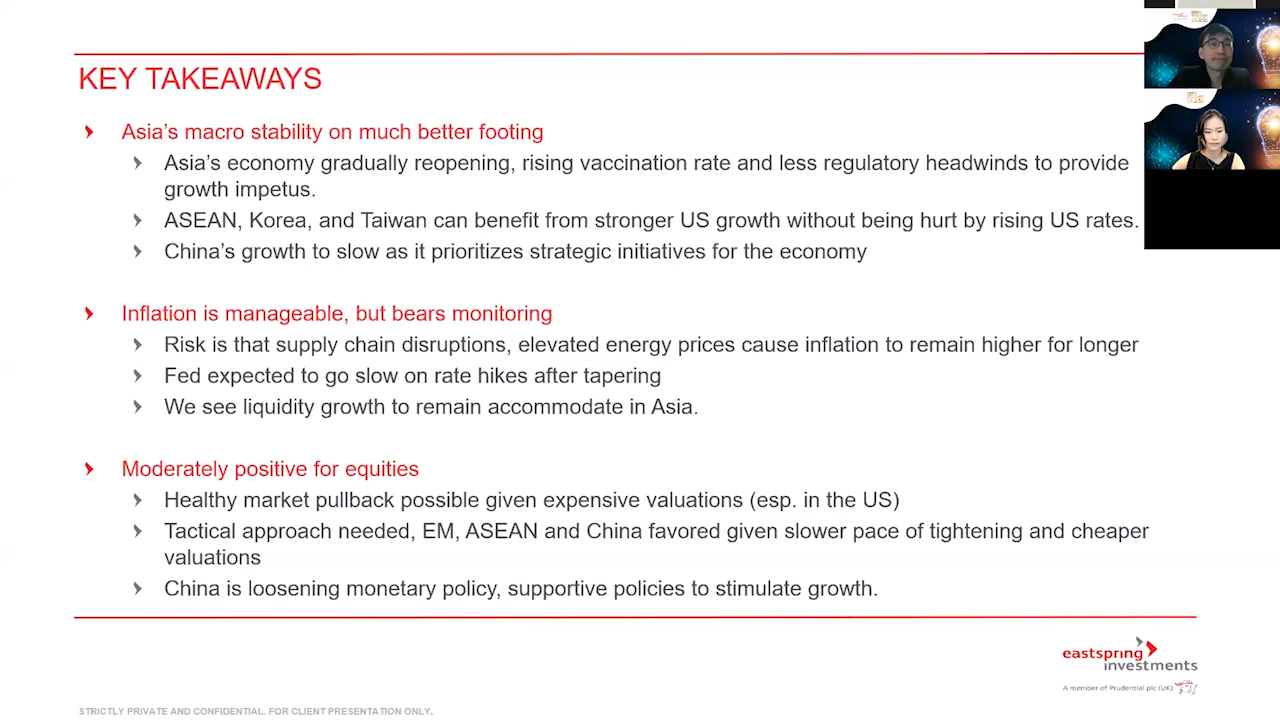 KEY TAKEAWAYS
Asia's macro stability on much better footing
Asia's economy gradually reopening, rising vaccination rate and less regulatory headwinds to provide
growth impetus.
ASEAN, Korea, and Taiwan can benefit from stronger US growth without being hurt by rising US rates.
China's growth to slow as it prioritizes strategic initiatives for the economy
Inflation is manageable, but bears monitoring
Risk is that supply chain disruptions, elevated energy prices cause inflation to remain higher for longer
Fed expected to go slow on rate hikes after tapering
We see liquidity growth to remain accommodate in Asia.
Moderately positive for equities
Healthy market pullback possible given expensive valuations (esp. in the US)
Tactical approach needed, EM, ASEAN and China favored given slower pace of tightening and cheaper
valuations
China is loosening monetary policy, supportive policies to stimulate growth.
eastspring
investments
A member of Prudential plc (UK)
STRICTLY PRIVATE AND CONFIDENTIAL. FOR CLIENT PRESENTATION ONLY.